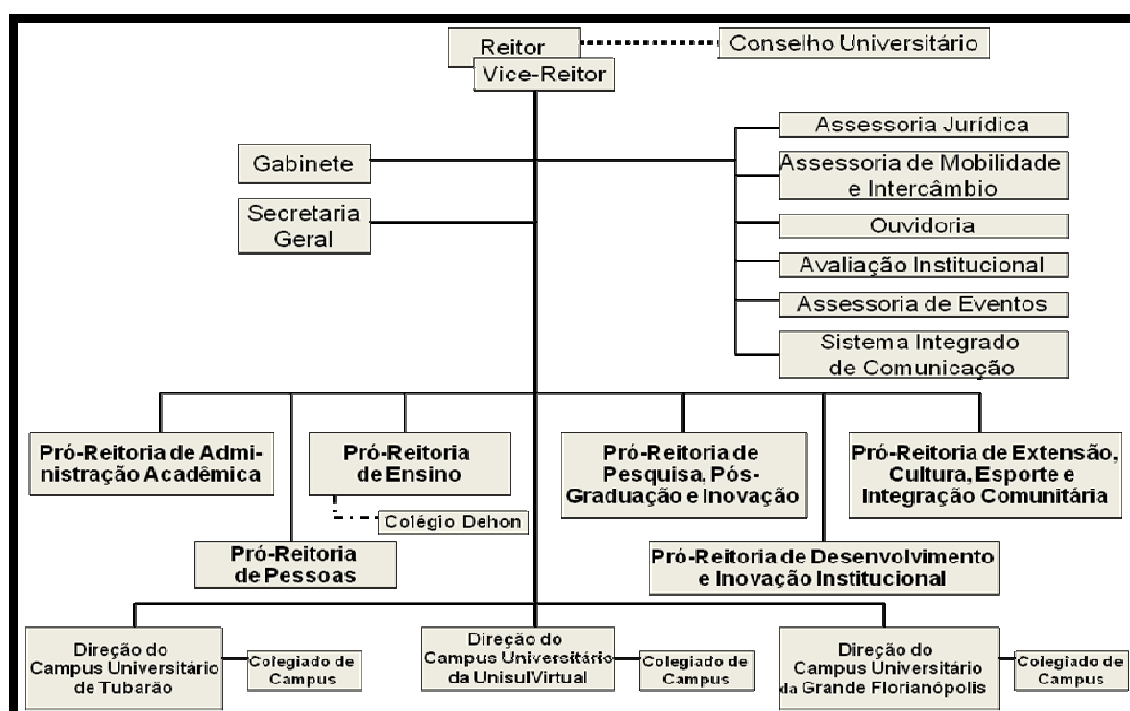 Reitor
Conselho Universitário
Vice-Reitor
Assessoria Jurídica
Gabinete
Assessoria de Mobilidade
e Intercâmbio
Secretaria
Geral
Ouvidoria
Avaliação Institucional
Assessoria de Eventos
Sistema Integrado
de Comunicação
Pró-Reitoria de Admi-
nistração Acadêmica
Pró-Reitoria
de Ensino
Pró-Reitoria de
Pesquisa, Pós-
Graduação e Inovação
Pró-Reitoria de Extensão,
Cultura, Esporte e
Integração Comunitária
Colégio Dehon
Pró-Reitoria
de Pessoas
Pró-Reitoria de Desenvolvimento
e Inovação Institucional
Direção do
Campus Universitário
de Tubarão
Colegiado de
Campus
Direção do
Campus Universitário
da UnisulVirtual
Colegiado de
Campus
Direção do
Campus Universitário
da Grande Florianópolis
Colegiado de
Campus